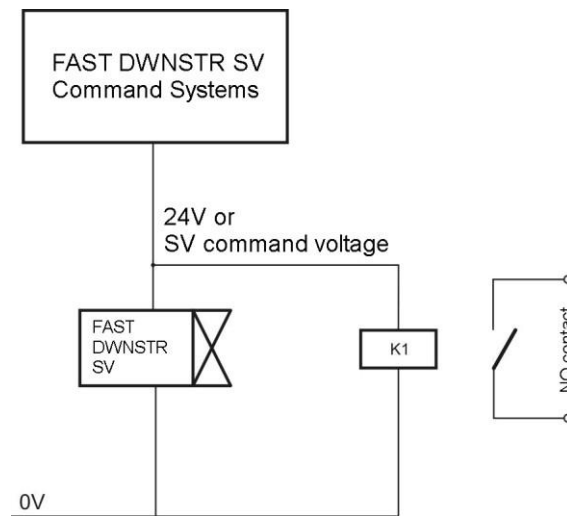 FAST DWNSTR SV
Command Systems
24V or
SV command voltage
FAST
DWNSTR
SV
K1
NO contact
0V